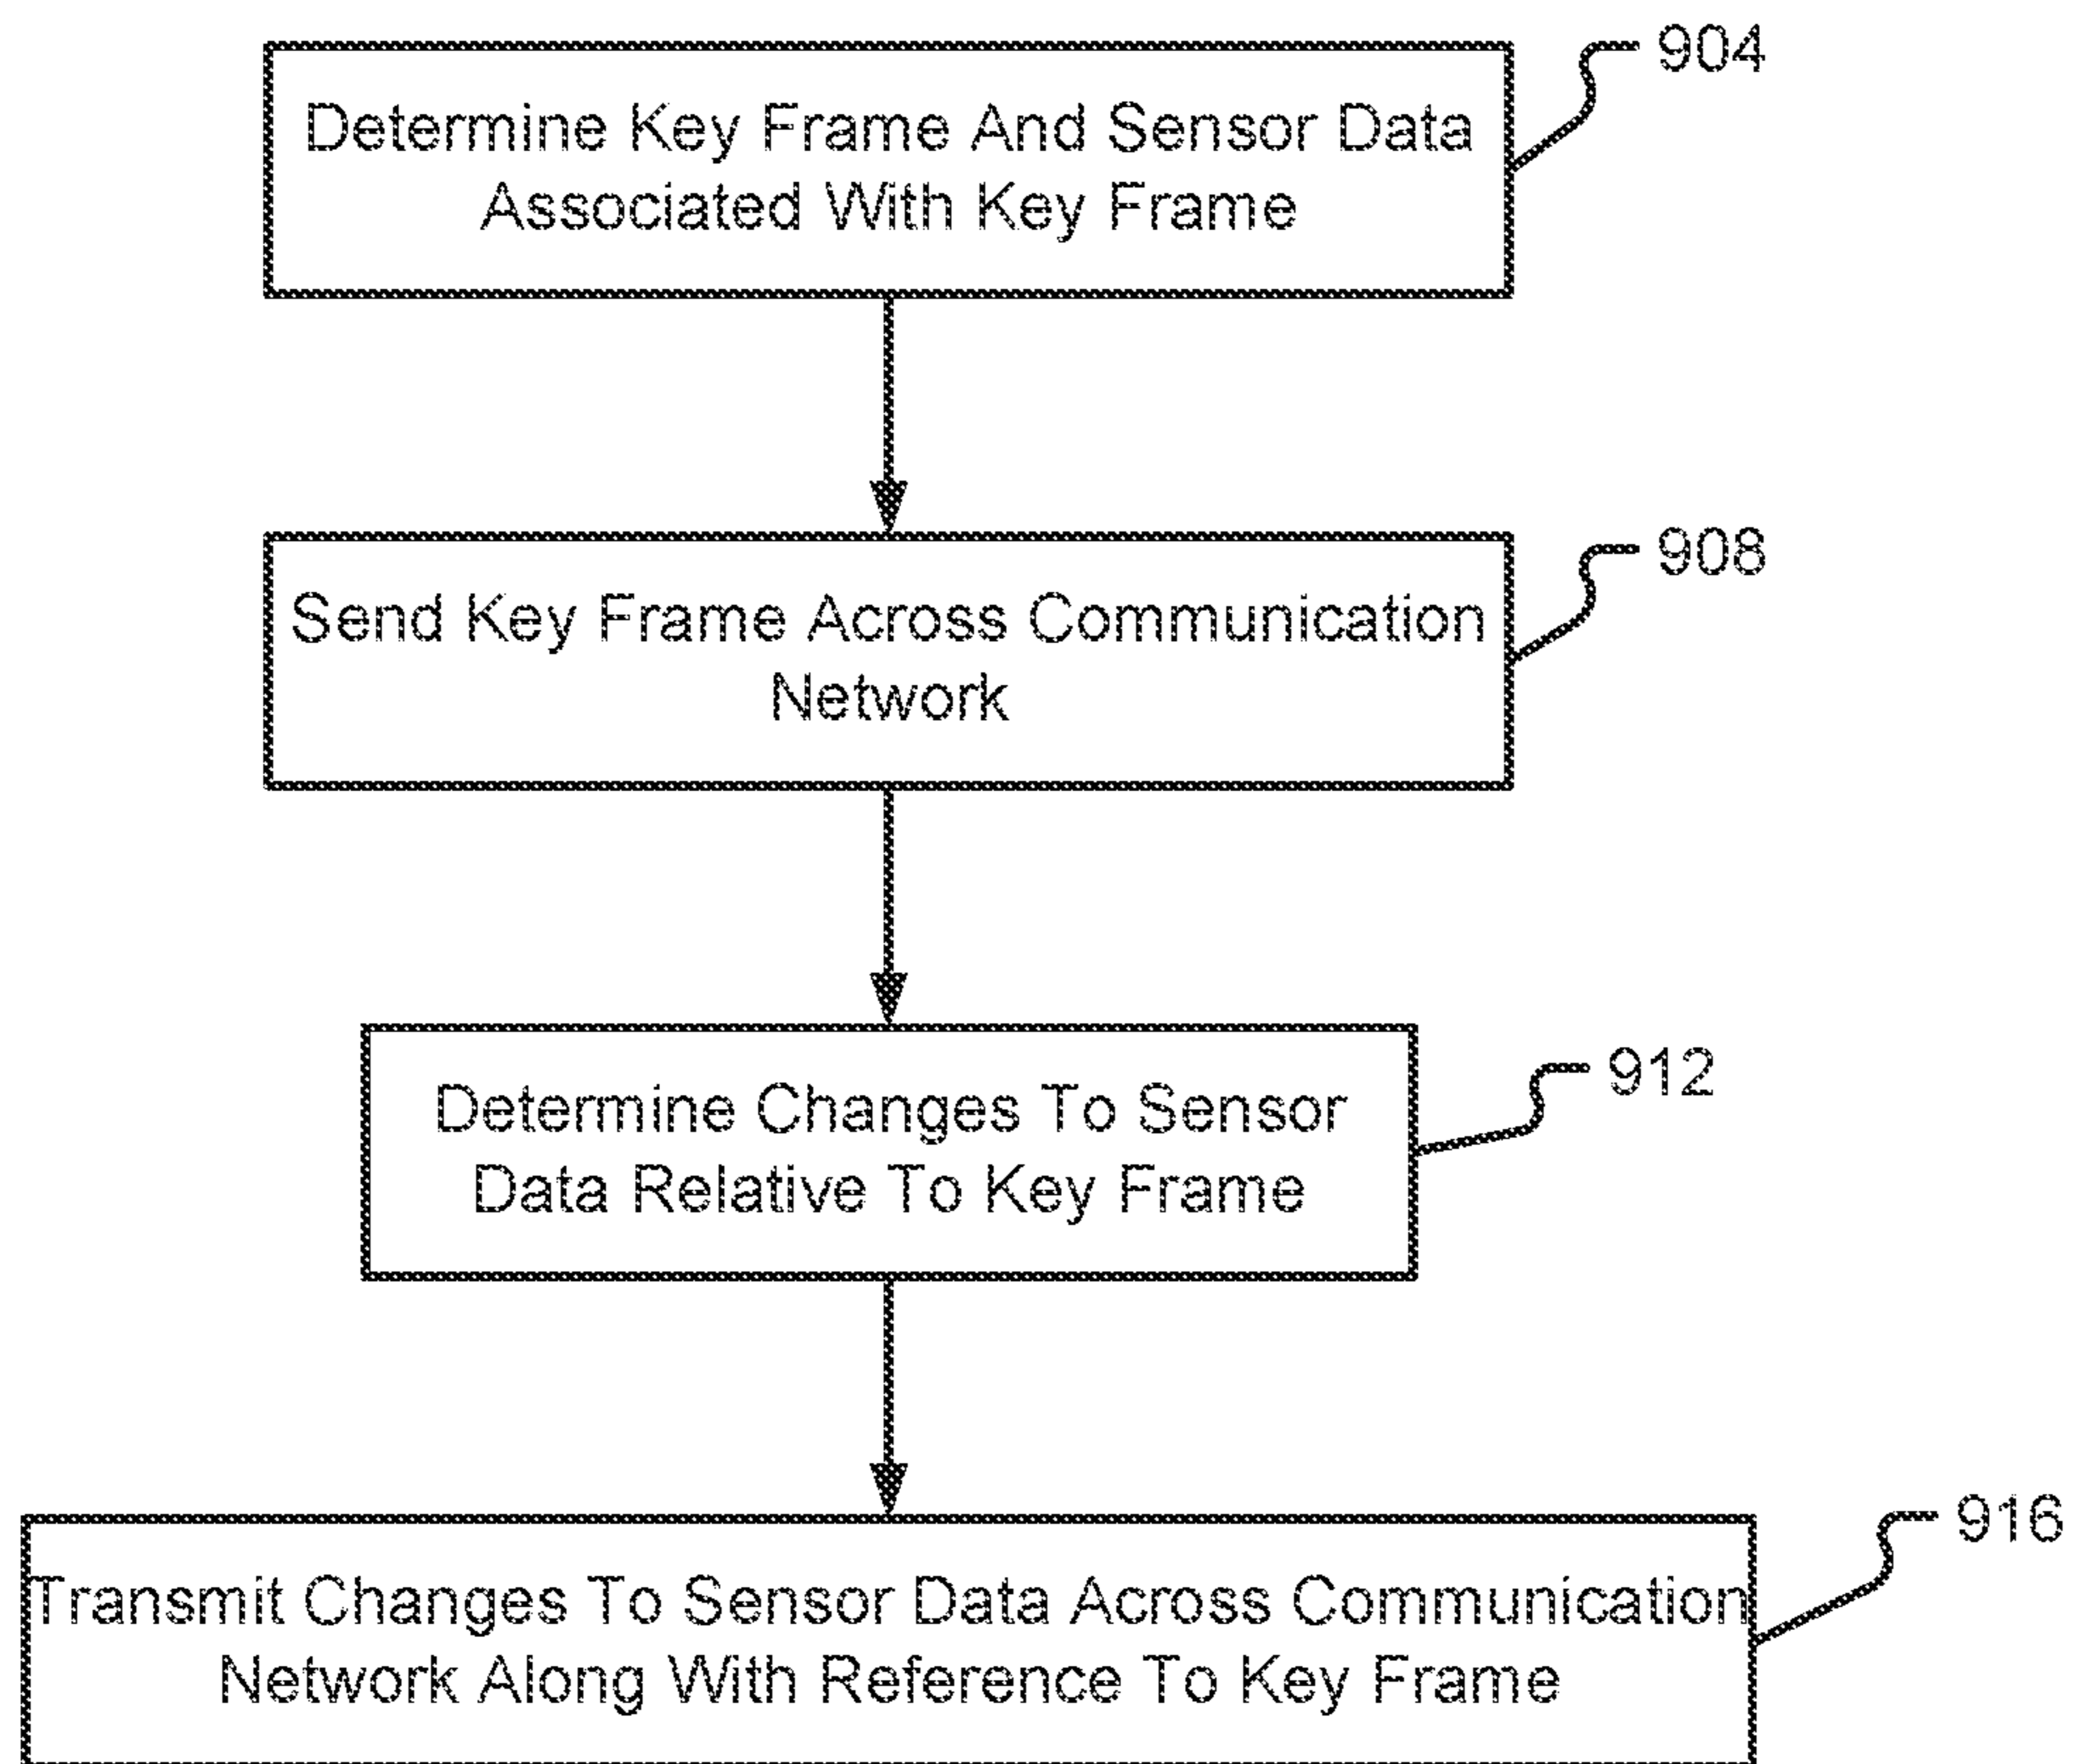 904
Determine Key Frame And Sensor Data
Associated With Key Frame
908
Send Key Frame Across Communication
Network
912
Determine Changes To Sensor
Data Relative To Key Frame
916
Transmit Changes To Sensor Data Across Communication
Network Along With Reference To Key Frame